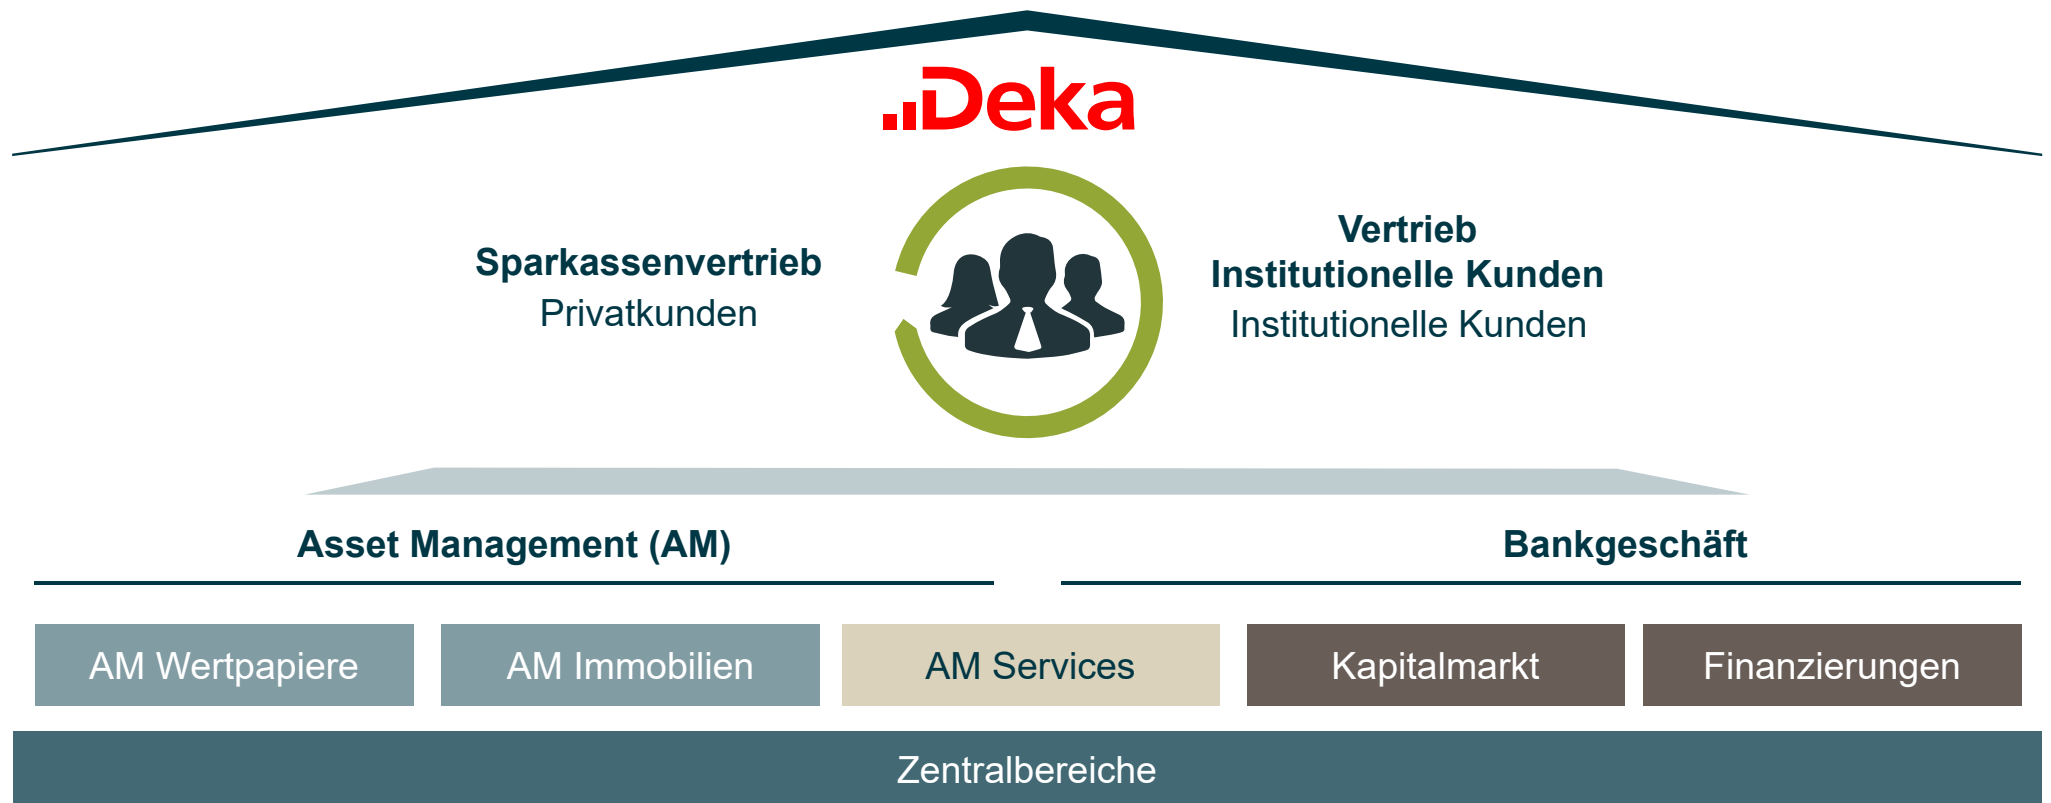 Deka
Sparkassenvertrieb
Privatkunden
Vertrieb
Institutionelle Kunden
Institutionelle Kunden
Asset Management (AM)
Bankgeschäft
AM Wertpapiere
AM Immobilien
AM Services
Kapitalmarkt
Finanzierungen
Zentralbereiche